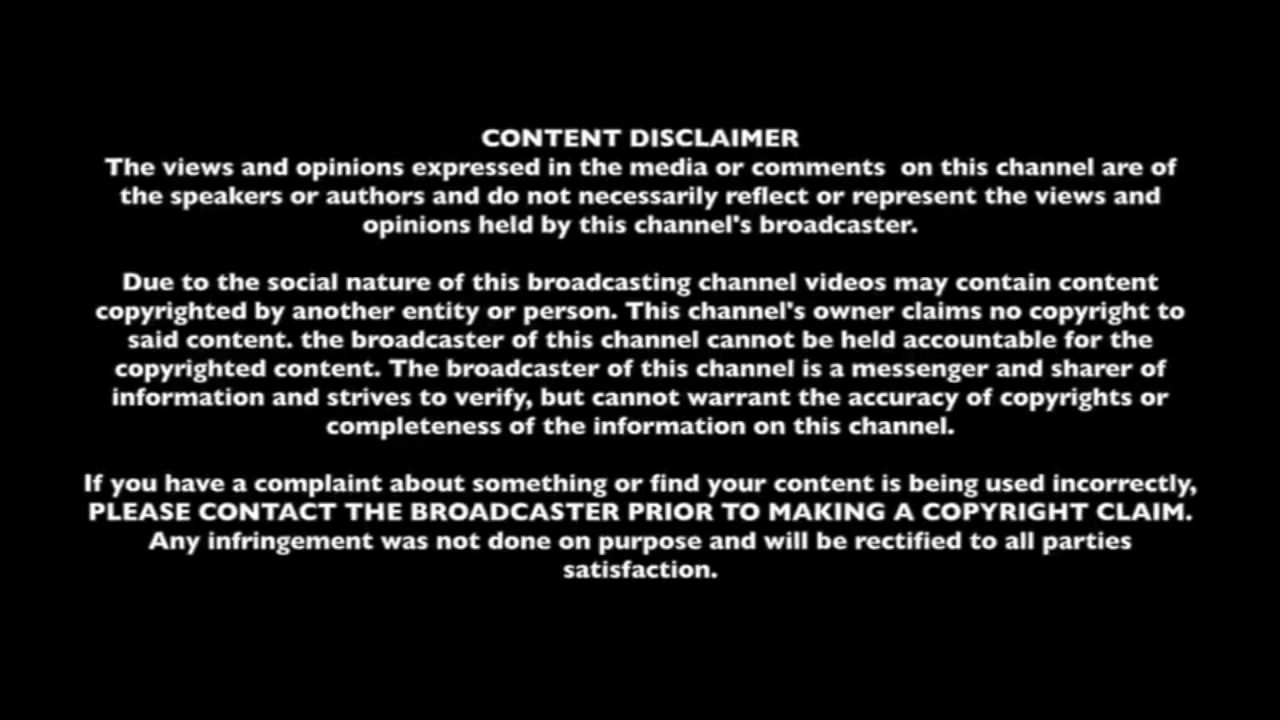 CONTENT DISCLAIMER
The views and opinions expressed in the media or comments  on this channel are of
the speakers or authors and do not necessarily reflect or represent the views and
opinions held by this channel's broadcaster.
Due to the social nature of this broadcasting channel videos may contain content
copyrighted by another entity or person. This channel's owner claims no copyright to
said content. the broadcaster of this channel cannot be held accountable for the
copyrighted content. The broadcaster of this channel is a messenger and sharer of
information and strives to verify, but cannot warrant the accuracy of copyrights or
completeness of the information on this channel.
If you have a complaint about something or find your content is being used incorrectly,
PLEASE CONTACT THE BROADCASTER PRIOR TO MAKING A COPYRIGHT CLAIM.
Any infringement was not done on purpose and will be rectified to all parties
satisfaction.